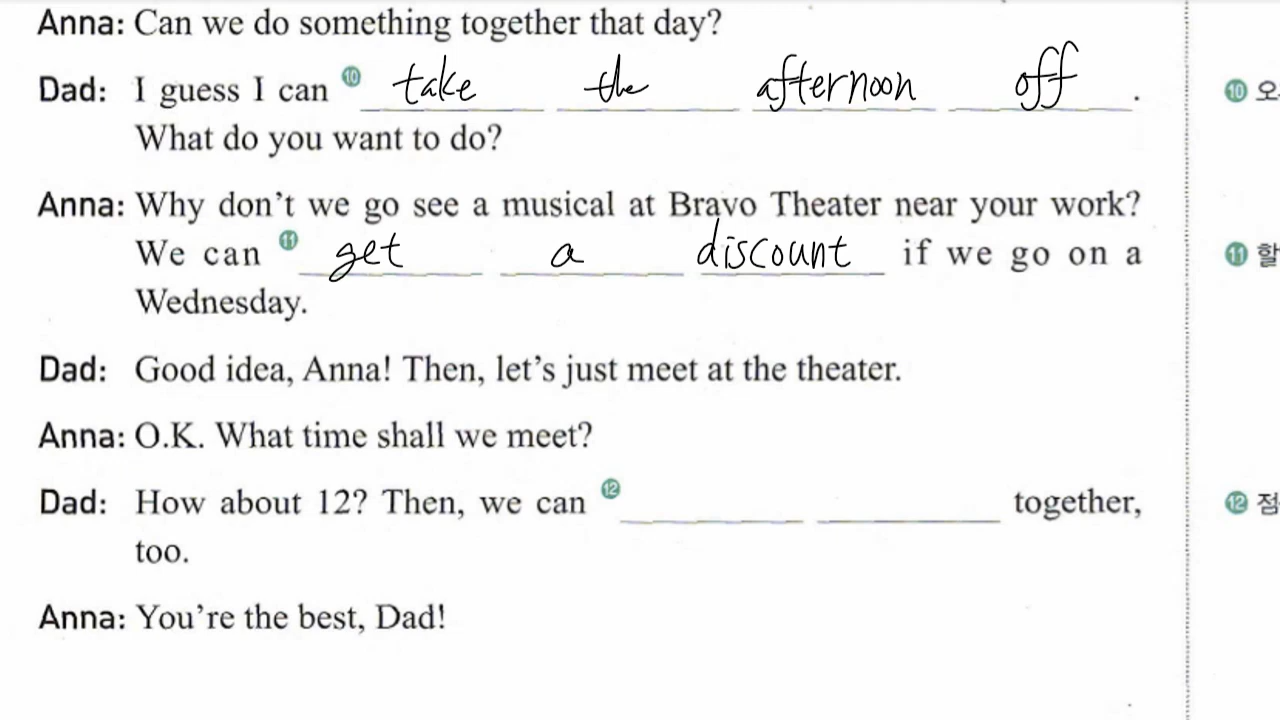 Anna: Can we do something together that day?
Dad: I guess I can ⑩ take the afternoon off . ⑩ 오
What do you want to do?
Anna: Why don't we go see a musical at Bravo Theater near your work?
We can ⑪ get a discount if we go on a ⑪ 할
Wednesday.
Dad: Good idea, Anna! Then, let's just meet at the theater.
Anna: O.K. What time shall we meet?
Dad: How about 12? Then, we can ⑫ together, ⑫ 점
too.
Anna: You're the best, Dad!